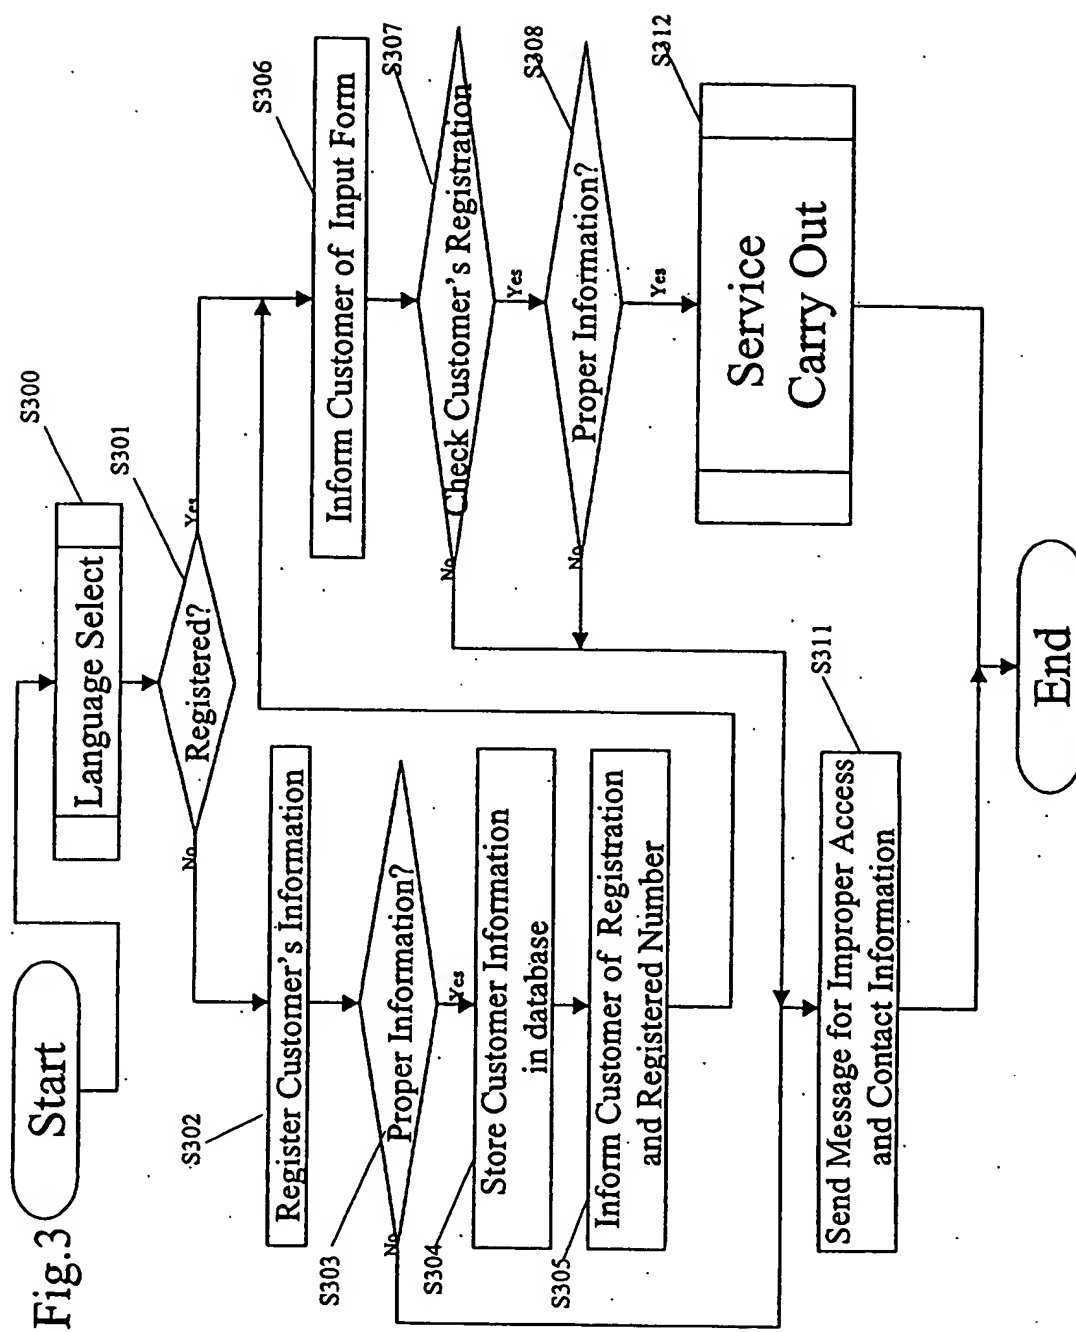 Fig.3
Start
Language Select
S300
Registered?
S301
No
Yes
Register Customer's Information
S302
Proper Information?
S303
No
Yes
Store Customer Information
in database
S304
Inform Customer of Registration
and Registered Number
S305
Inform Customer of Input Form
S306
Check Customer's Registration
S307
No
Yes
Proper Information?
S308
No
Yes
Service
Carry Out
S312
Send Message for Improper Access
and Contact Information
S311
End